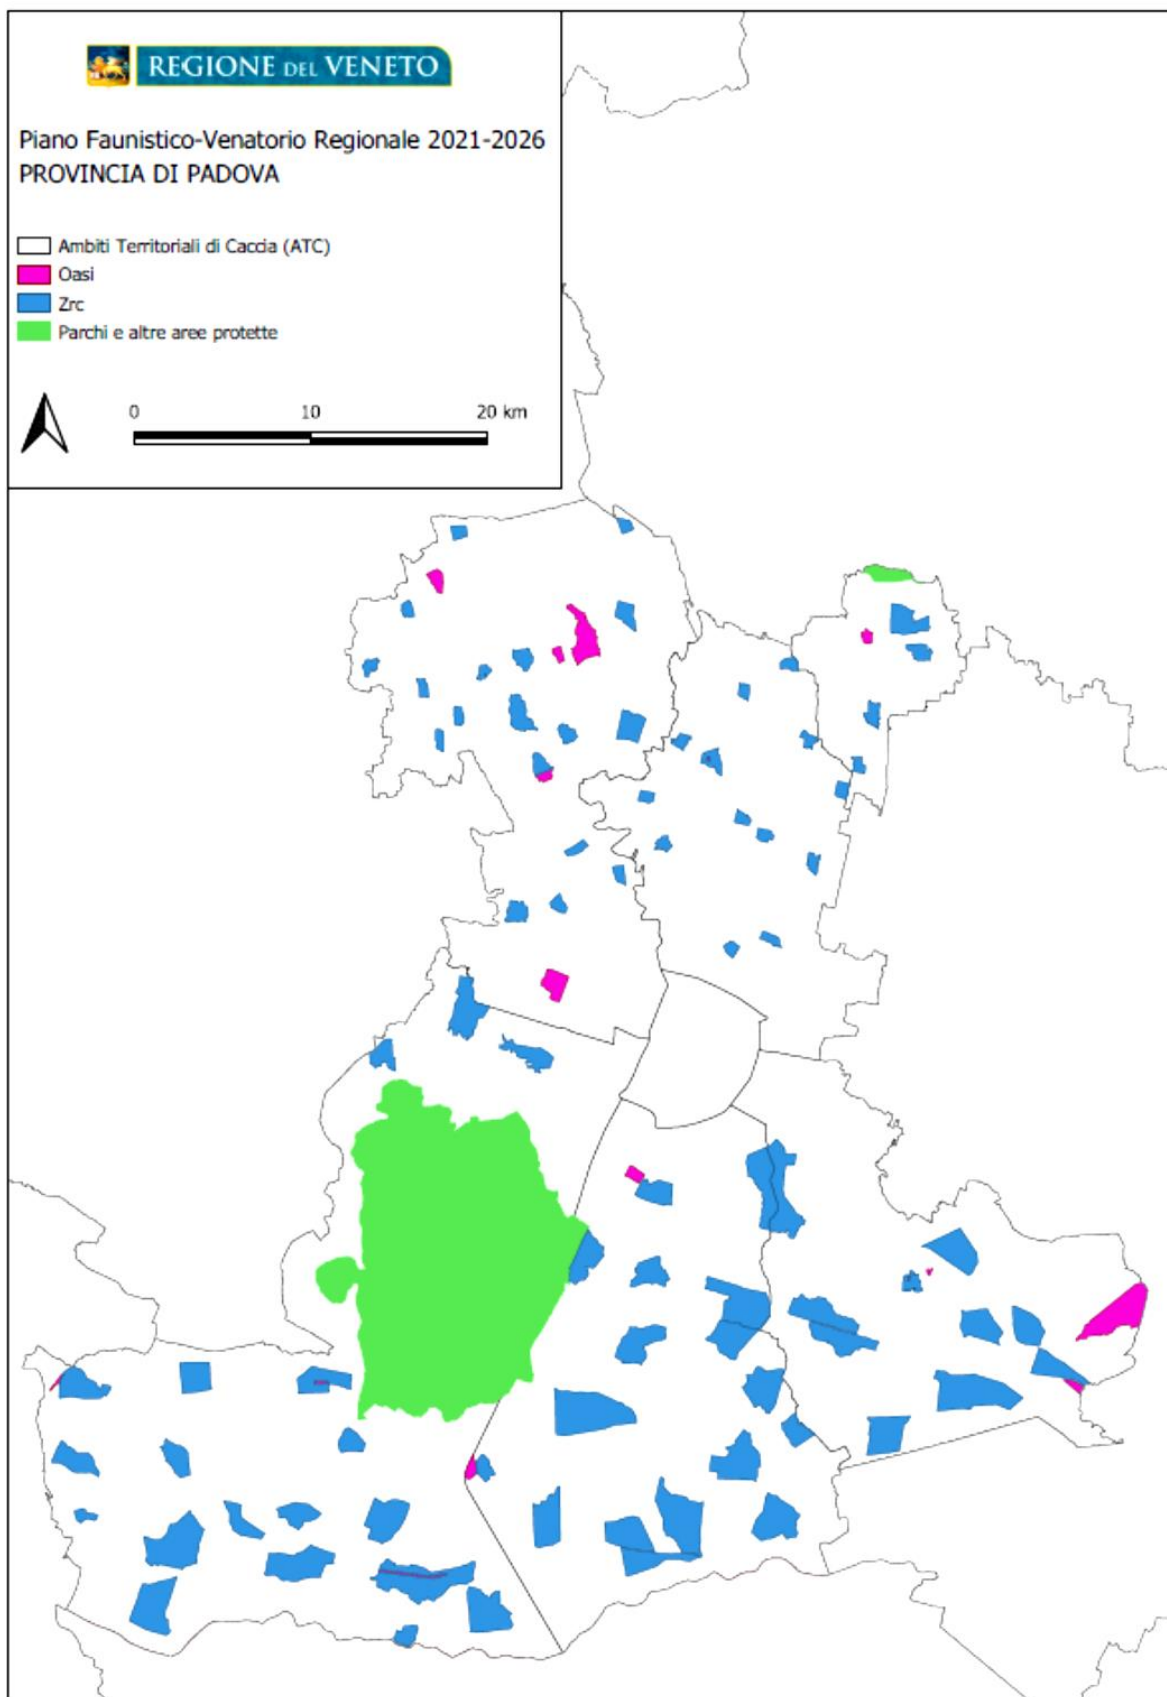 REGIONE DEL VENETO
Piano Faunistico-Venatorio Regionale 2021-2026
PROVINCIA DI PADOVA
Ambiti Territoriali di Caccia (ATC)
Oasi
Zrc
Parchi e altre aree protette
0 10 20 km